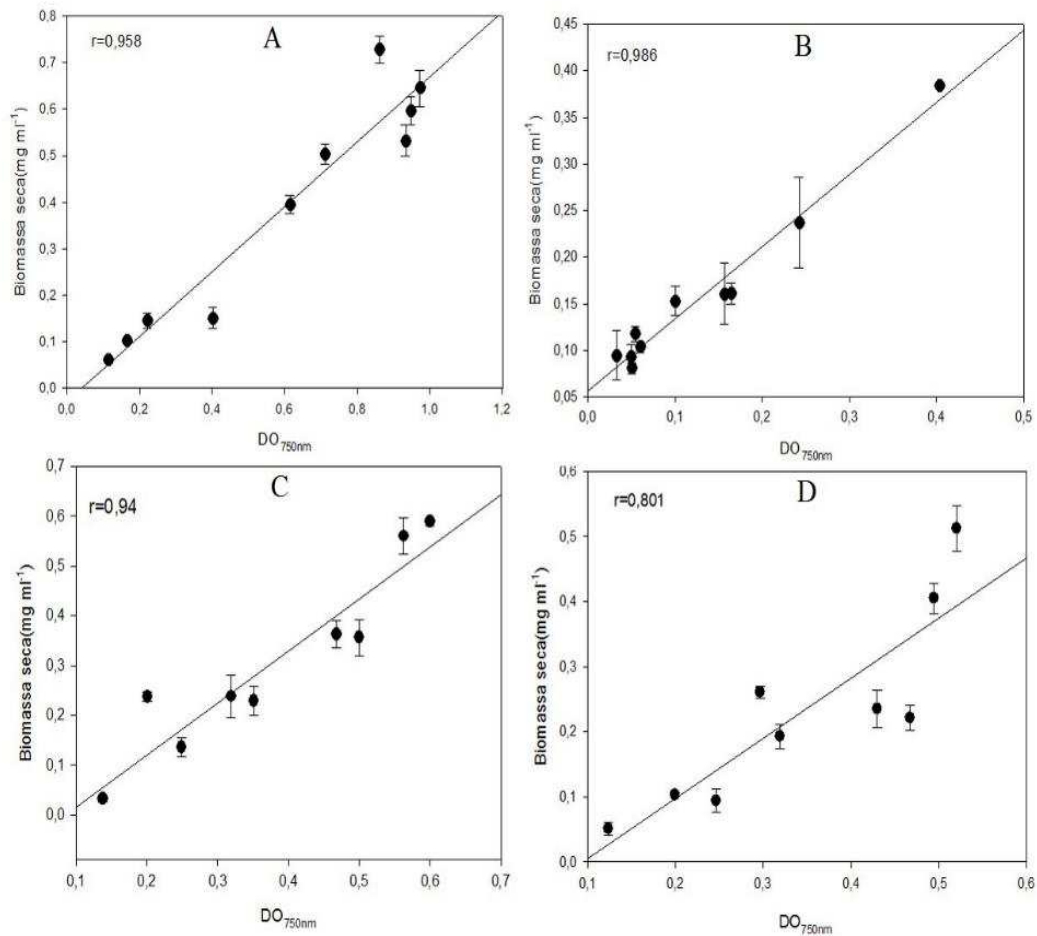 r=0,958
A
Biomassa seca(mg ml-1)
0,8
0,7
0,6
0,5
0,4
0,3
0,2
0,1
0,0
0,0 0,2 0,4 0,6 0,8 1,0 1,2
DO750nm
r=0,986
B
Biomassa seca(mg ml-1)
0,40
0,35
0,30
0,25
0,20
0,15
0,10
0,05
0,0 0,1 0,2 0,3 0,4 0,5
DO750nm
r=0,94
C
Biomassa seca(mg ml-1)
0,7
0,6
0,5
0,4
0,3
0,2
0,1
0,0
0,1 0,2 0,3 0,4 0,5 0,6 0,7
DO750nm
r=0,801
D
Biomassa seca(mg ml-1)
0,6
0,5
0,4
0,3
0,2
0,1
0,0
0,1 0,2 0,3 0,4 0,5 0,6
DO750nm